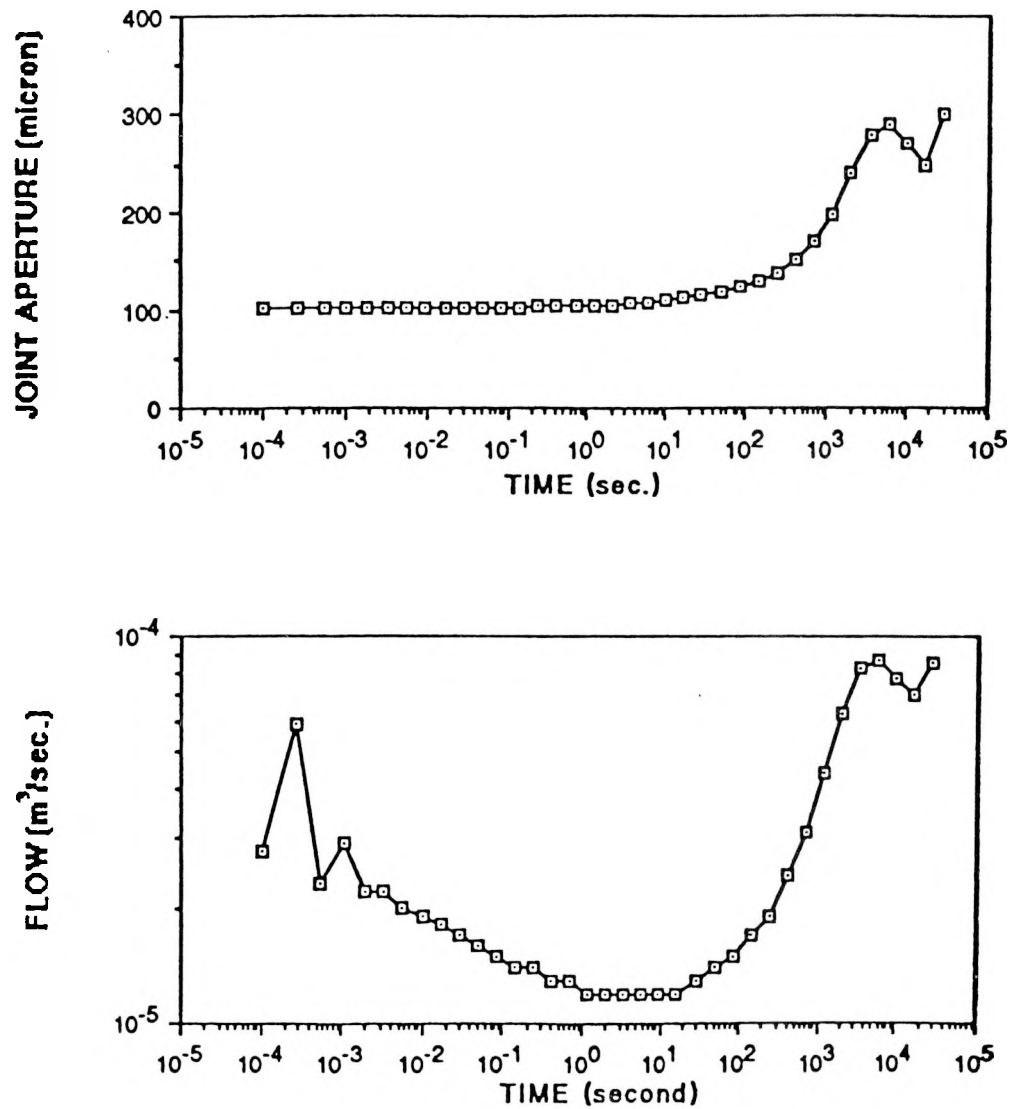 JOINT APERTURE (micron)
400
300
200
100
0
10-5 10-4 10-3 10-2 10-1 100 101 102 103 104 105
TIME (sec.)
FLOW (m3/sec.)
10-4
10-5
10-5 10-4 10-3 10-2 10-1 100 101 102 103 104 105
TIME (second)